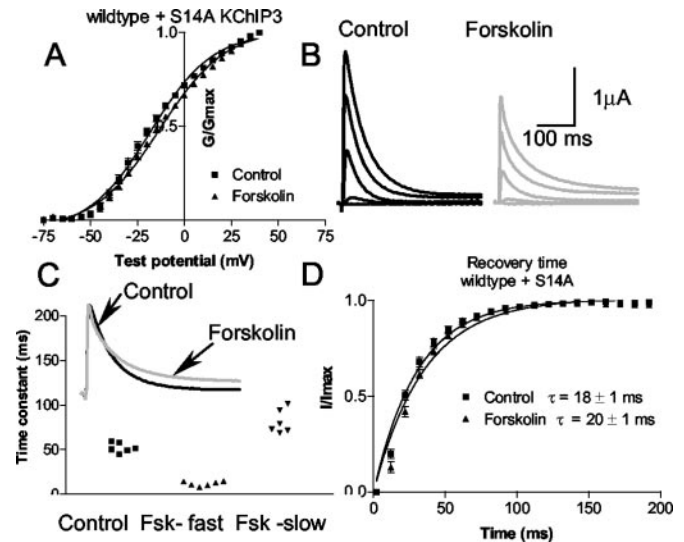 wildtype + S14A KChIP3
A
1.0
0.5
G/Gmax
Control
Forskolin
-75 -50 -25 0 25 50 75
Test potential (mV)
B
Control Forskolin
1µA
100 ms
C
Control
Forskolin
Time constant (ms)
200
150
100
50
0
Control Fsk- fast Fsk -slow
D
Recovery time
wildtype + S14A
I/Imax
1.0
0.5
0.0
Control τ = 18 ± 1 ms
Forskolin τ = 20 ± 1 ms
0 50 100 150 200
Time (ms)